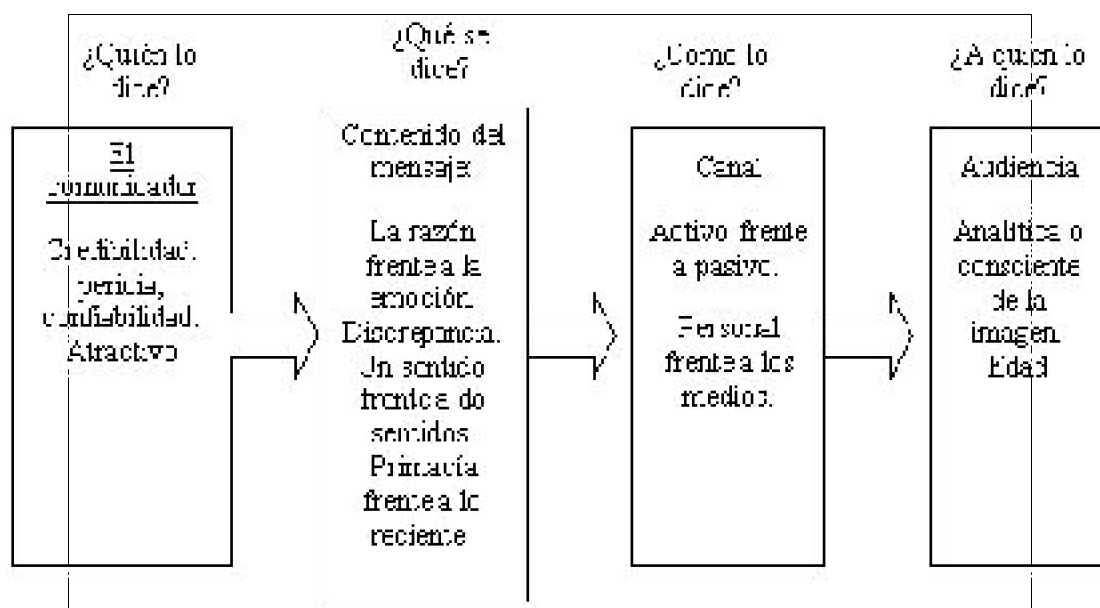 ¿Quién lo
dice?
¿Qué se
dice?
¿Cómo lo
dice?
¿A quién lo
dice?
El
comunicador
Credibilidad.
pericia,
confiabilidad.
Atractivo
Contenido del
mensaje
La razón
frente a la
emoción.
Discrepancia.
Un sentido
frente a do
sentidos
Primacía
frente a lo
reciente
Canal
Activo frente
a pasivo.
Personal
frente a los
medios.
Audiencia
Analítica o
consciente
de la
imagen
Edad